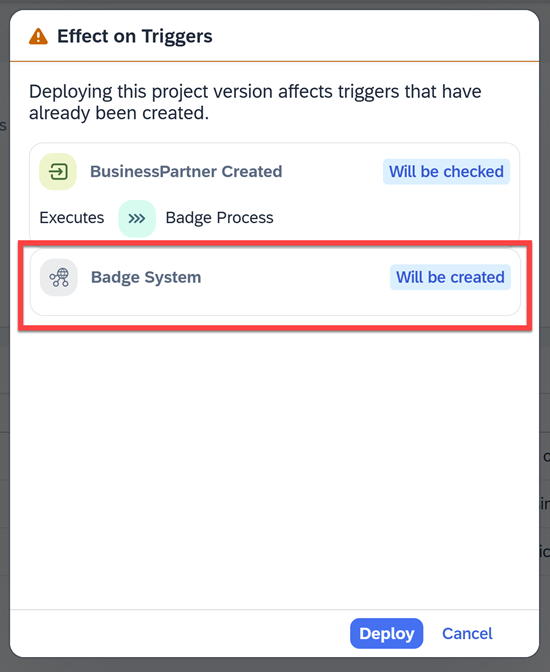 Effect on Triggers
Deploying this project version affects triggers that have
already been created.
BusinessPartner Created
Will be checked
Executes
Badge Process
Badge System
Will be created
Deploy
Cancel